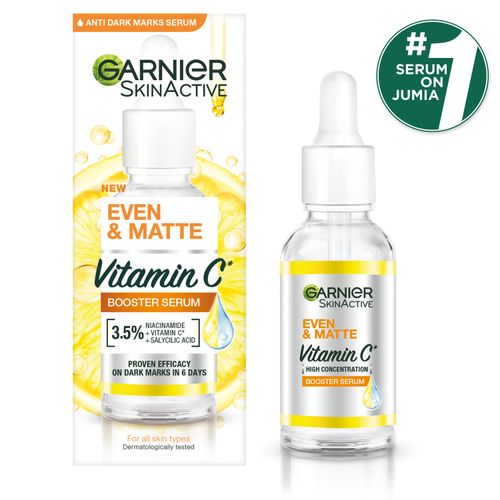 ANTI DARK MARKS SERUM
GARNIER
SKINACTIVE
NEW
EVEN
& MATTE
Vitamin C*
BOOSTER SERUM
3.5%
NIACINAMIDE
+ VITAMIN C*
+ SALICYLIC ACID
PROVEN EFFICACY
ON DARK MARKS IN 6 DAYS
For all skin types
Dermatologically tested
#1
SERUM
ON
JUMIA
GARNIER
SKINACTIVE
EVEN
& MATTE
Vitamin C*
HIGH CONCENTRATION
BOOSTER SERUM